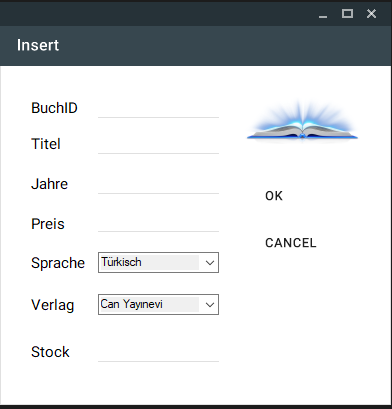 Insert
BuchID
Titel
Jahre
Preis
Sprache Türkisch
Verlag Can Yayınevi
Stock
OK
CANCEL